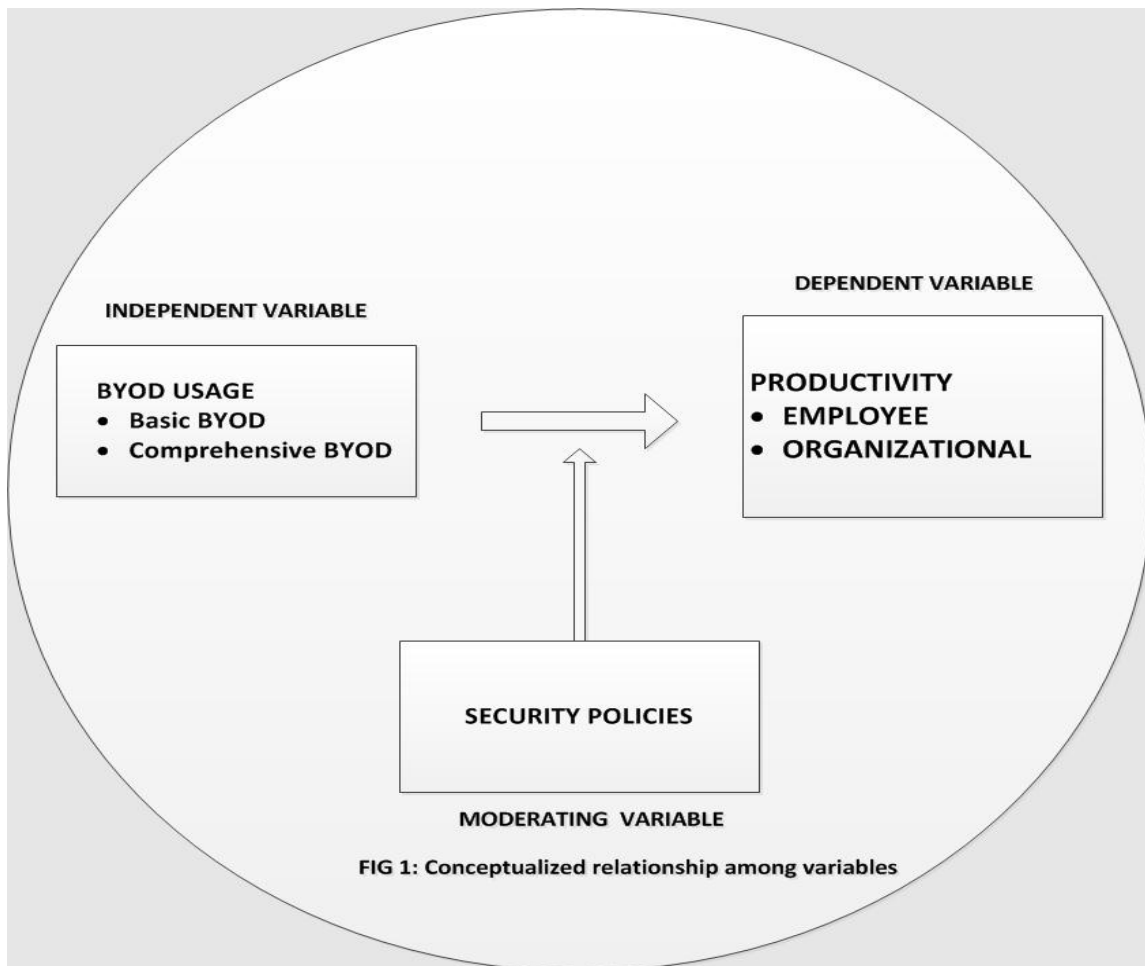 INDEPENDENT VARIABLE
BYOD USAGE
• Basic BYOD
• Comprehensive BYOD
DEPENDENT VARIABLE
PRODUCTIVITY
• EMPLOYEE
• ORGANIZATIONAL
SECURITY POLICIES
MODERATING VARIABLE
FIG 1: Conceptualized relationship among variables